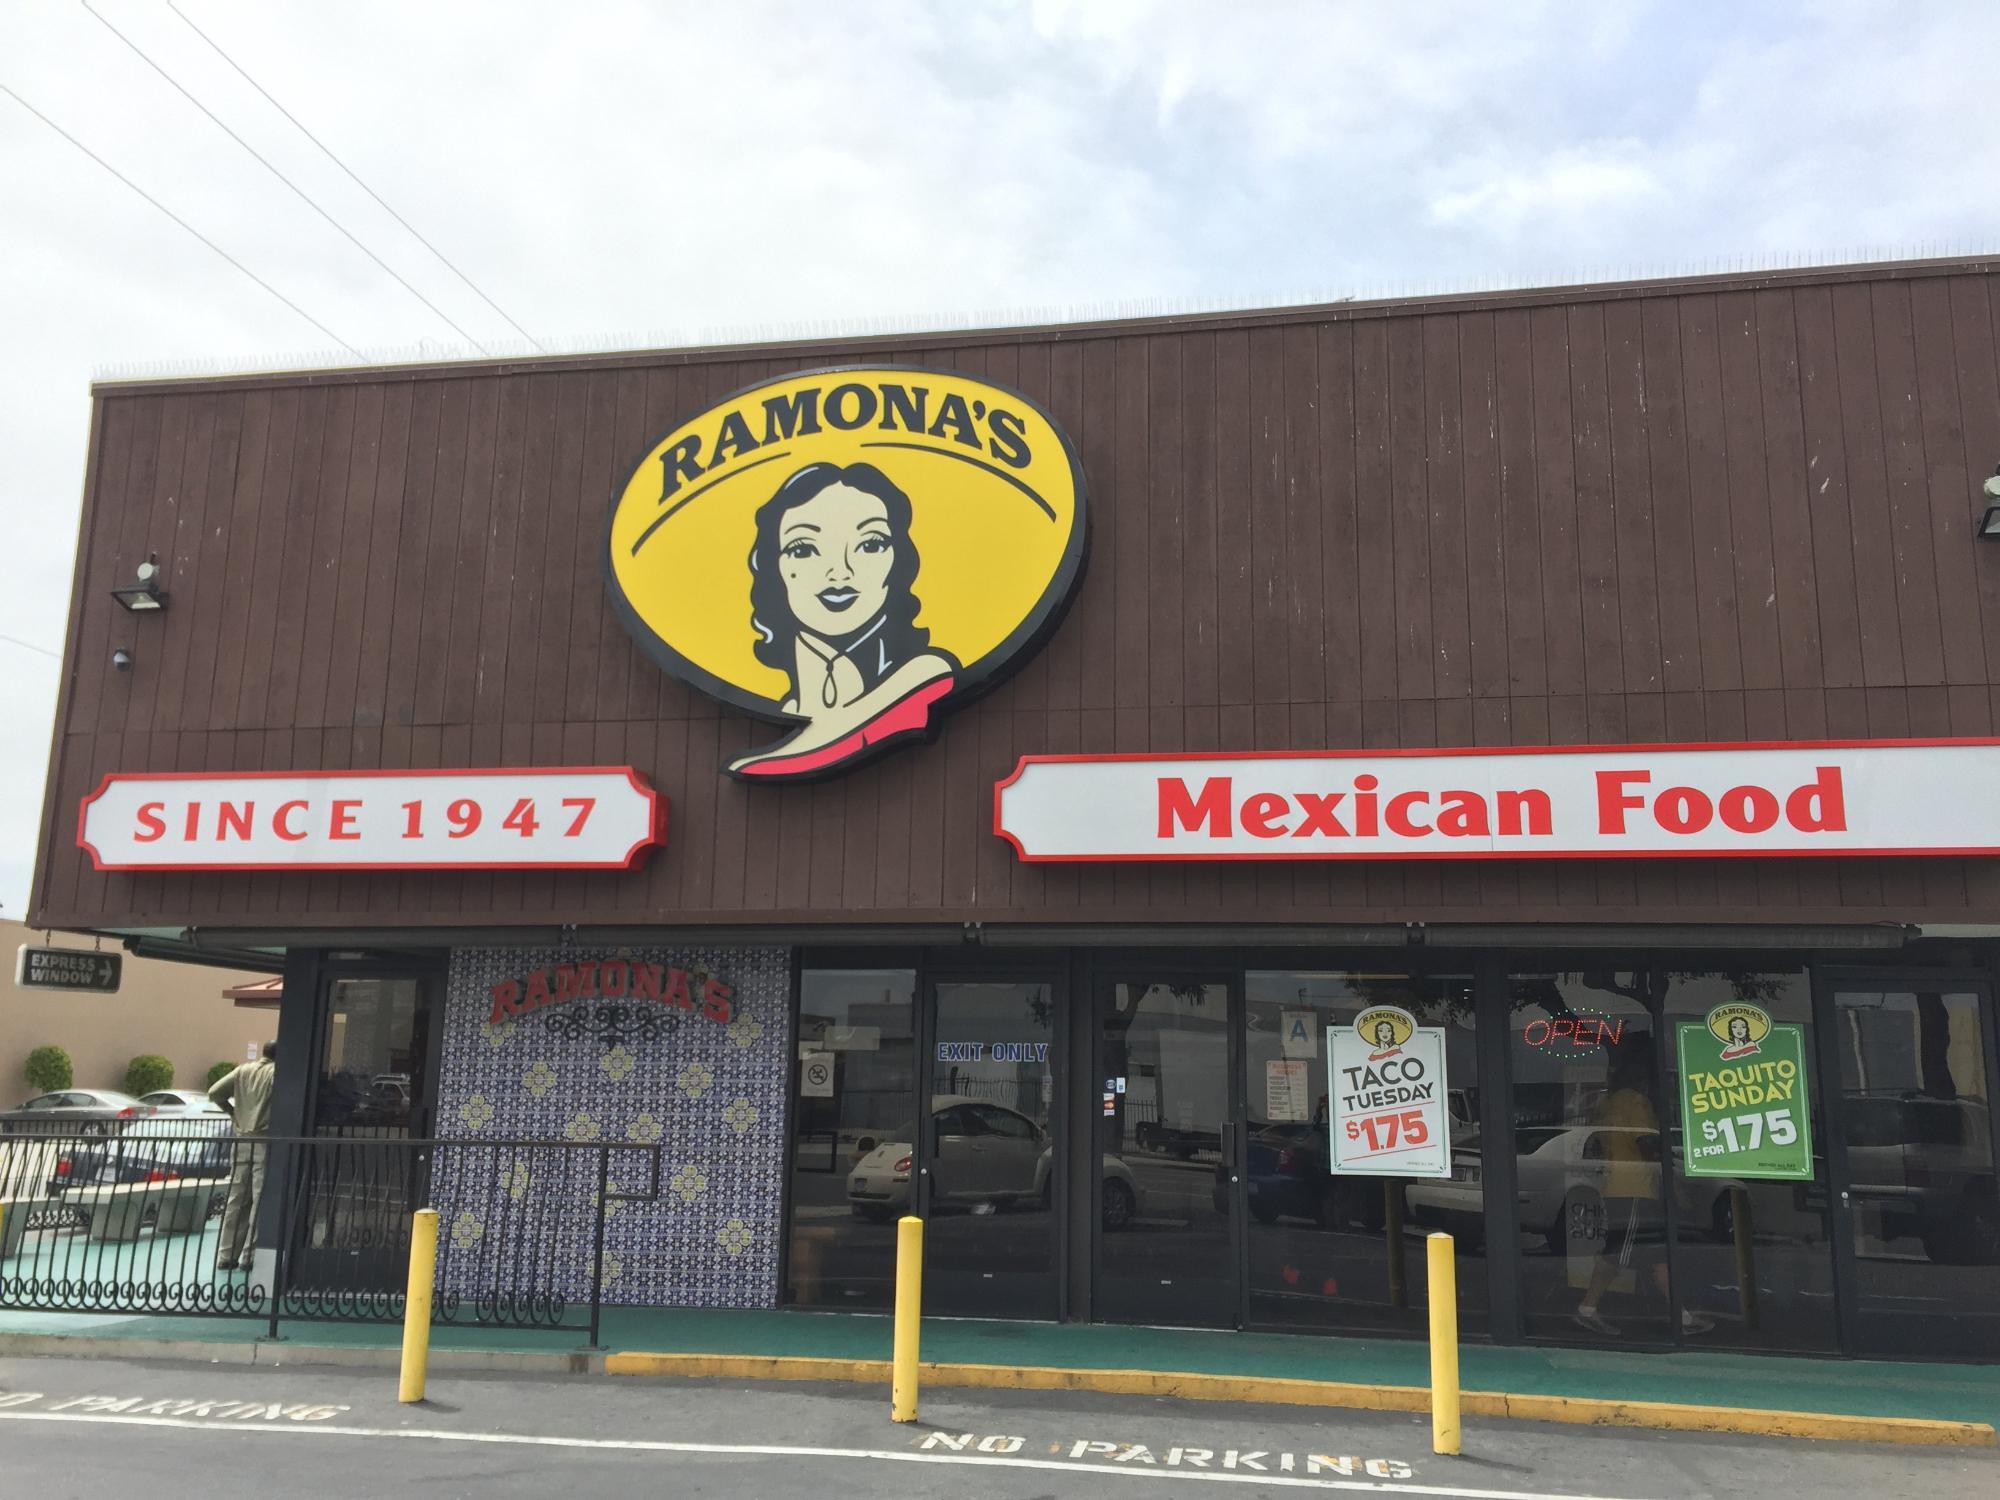 RAMONA'S
SINCE 1947
Mexican Food
EXPRESS
WINDOW
RAMONA'S
EXIT ONLY
A
RAMONA'S
TACO
TUESDAY
$1.75
OPEN
RAMONA'S
TAQUITO
SUNDAY
2 FOR $1.75
PARKING
NO PARKING